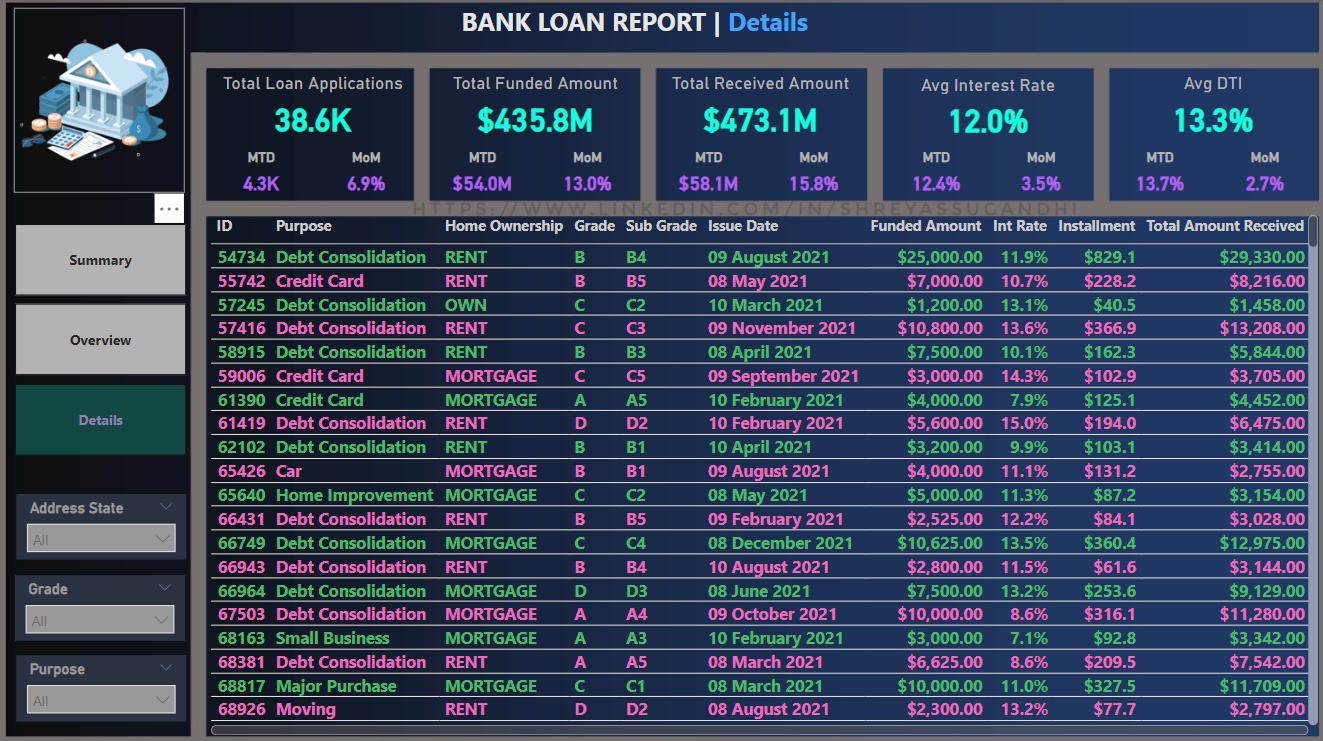 BANK LOAN REPORT | Details
Total Loan Applications
38.6K
MTD MoM
4.3K 6.9%
Total Funded Amount
$435.8M
MTD MoM
$54.0M 13.0%
Total Received Amount
$473.1M
MTD MoM
$58.1M 15.8%
Avg Interest Rate
12.0%
MTD MoM
12.4% 3.5%
Avg DTI
13.3%
MTD MoM
13.7% 2.7%
HTTPS://WWW.LINKEDIN.COM/IN/SHREYASSUGANDHI
Summary
Overview
Details
Address State
All
Grade
All
Purpose
All
ID Purpose Home Ownership Grade Sub Grade Issue Date Funded Amount Int Rate Installment Total Amount Received
54734 Debt Consolidation RENT B B4 09 August 2021 $25,000.00 11.9% $829.1 $29,330.00
55742 Credit Card RENT B B5 08 May 2021 $7,000.00 10.7% $228.2 $8,216.00
57245 Debt Consolidation OWN C C2 10 March 2021 $1,200.00 13.1% $40.5 $1,458.00
57416 Debt Consolidation RENT C C3 09 November 2021 $10,800.00 13.6% $366.9 $13,208.00
58915 Debt Consolidation RENT B B3 08 April 2021 $7,500.00 10.1% $162.3 $5,844.00
59006 Credit Card MORTGAGE C C5 09 September 2021 $3,000.00 14.3% $102.9 $3,705.00
61390 Credit Card MORTGAGE A A5 10 February 2021 $4,000.00 7.9% $125.1 $4,452.00
61419 Debt Consolidation RENT D D2 10 February 2021 $5,600.00 15.0% $194.0 $6,475.00
62102 Debt Consolidation RENT B B1 10 April 2021 $3,200.00 9.9% $103.1 $3,414.00
65426 Car MORTGAGE B B1 09 August 2021 $4,000.00 11.1% $131.2 $2,755.00
65640 Home Improvement MORTGAGE C C2 08 May 2021 $5,000.00 11.3% $87.2 $3,154.00
66431 Debt Consolidation RENT B B5 09 February 2021 $2,525.00 12.2% $84.1 $3,028.00
66749 Debt Consolidation MORTGAGE C C4 08 December 2021 $10,625.00 13.5% $360.4 $12,975.00
66943 Debt Consolidation RENT B B4 10 August 2021 $2,800.00 11.5% $61.6 $3,144.00
66964 Debt Consolidation MORTGAGE D D3 08 June 2021 $7,500.00 13.2% $253.6 $9,129.00
67503 Debt Consolidation MORTGAGE A A4 09 October 2021 $10,000.00 8.6% $316.1 $11,280.00
68163 Small Business MORTGAGE A A3 10 February 2021 $3,000.00 7.1% $92.8 $3,342.00
68381 Debt Consolidation RENT A A5 08 March 2021 $6,625.00 8.6% $209.5 $7,542.00
68817 Major Purchase MORTGAGE C C1 08 March 2021 $10,000.00 11.0% $327.5 $11,709.00
68926 Moving RENT D D2 08 August 2021 $2,300.00 13.2% $77.7 $2,797.00